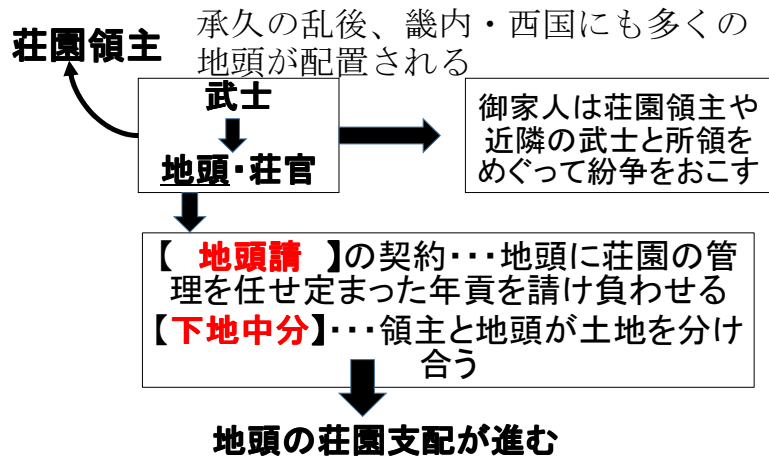 荘園領主
承久の乱後、畿内・西国にも多くの
地頭が配置される
武士
地頭・荘官
御家人は荘園領主や
近隣の武士と所領を
めぐって紛争をおこす
【 地頭請 】の契約・・・地頭に荘園の管
理を任せ定まった年貢を請け負わせる
【下地中分】・・・領主と地頭が土地を分け
合う
地頭の荘園支配が進む